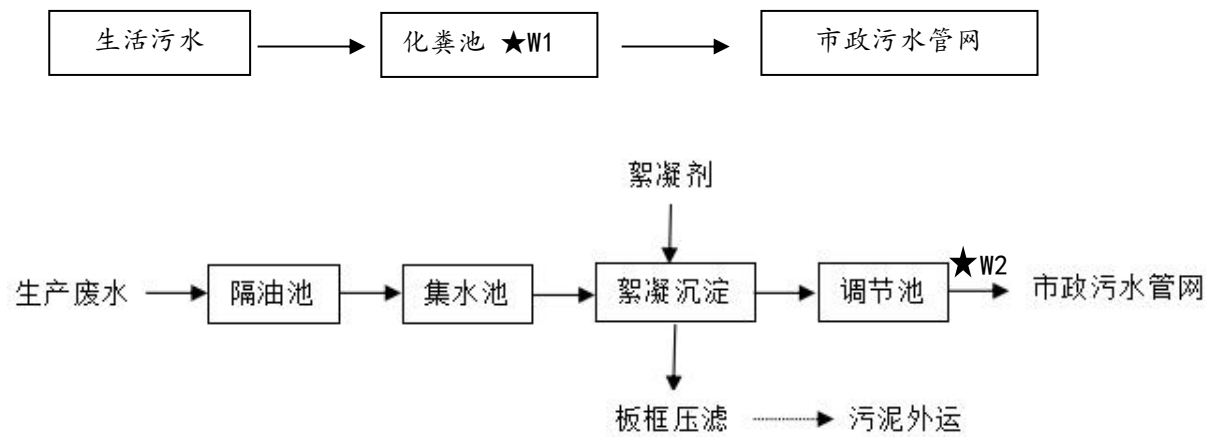 生活污水 化粪池 ★W1 市政污水管网
絮凝剂
★W2
生产废水 隔油池 集水池 絮凝沉淀 调节池 市政污水管网
板框压滤 污泥外运